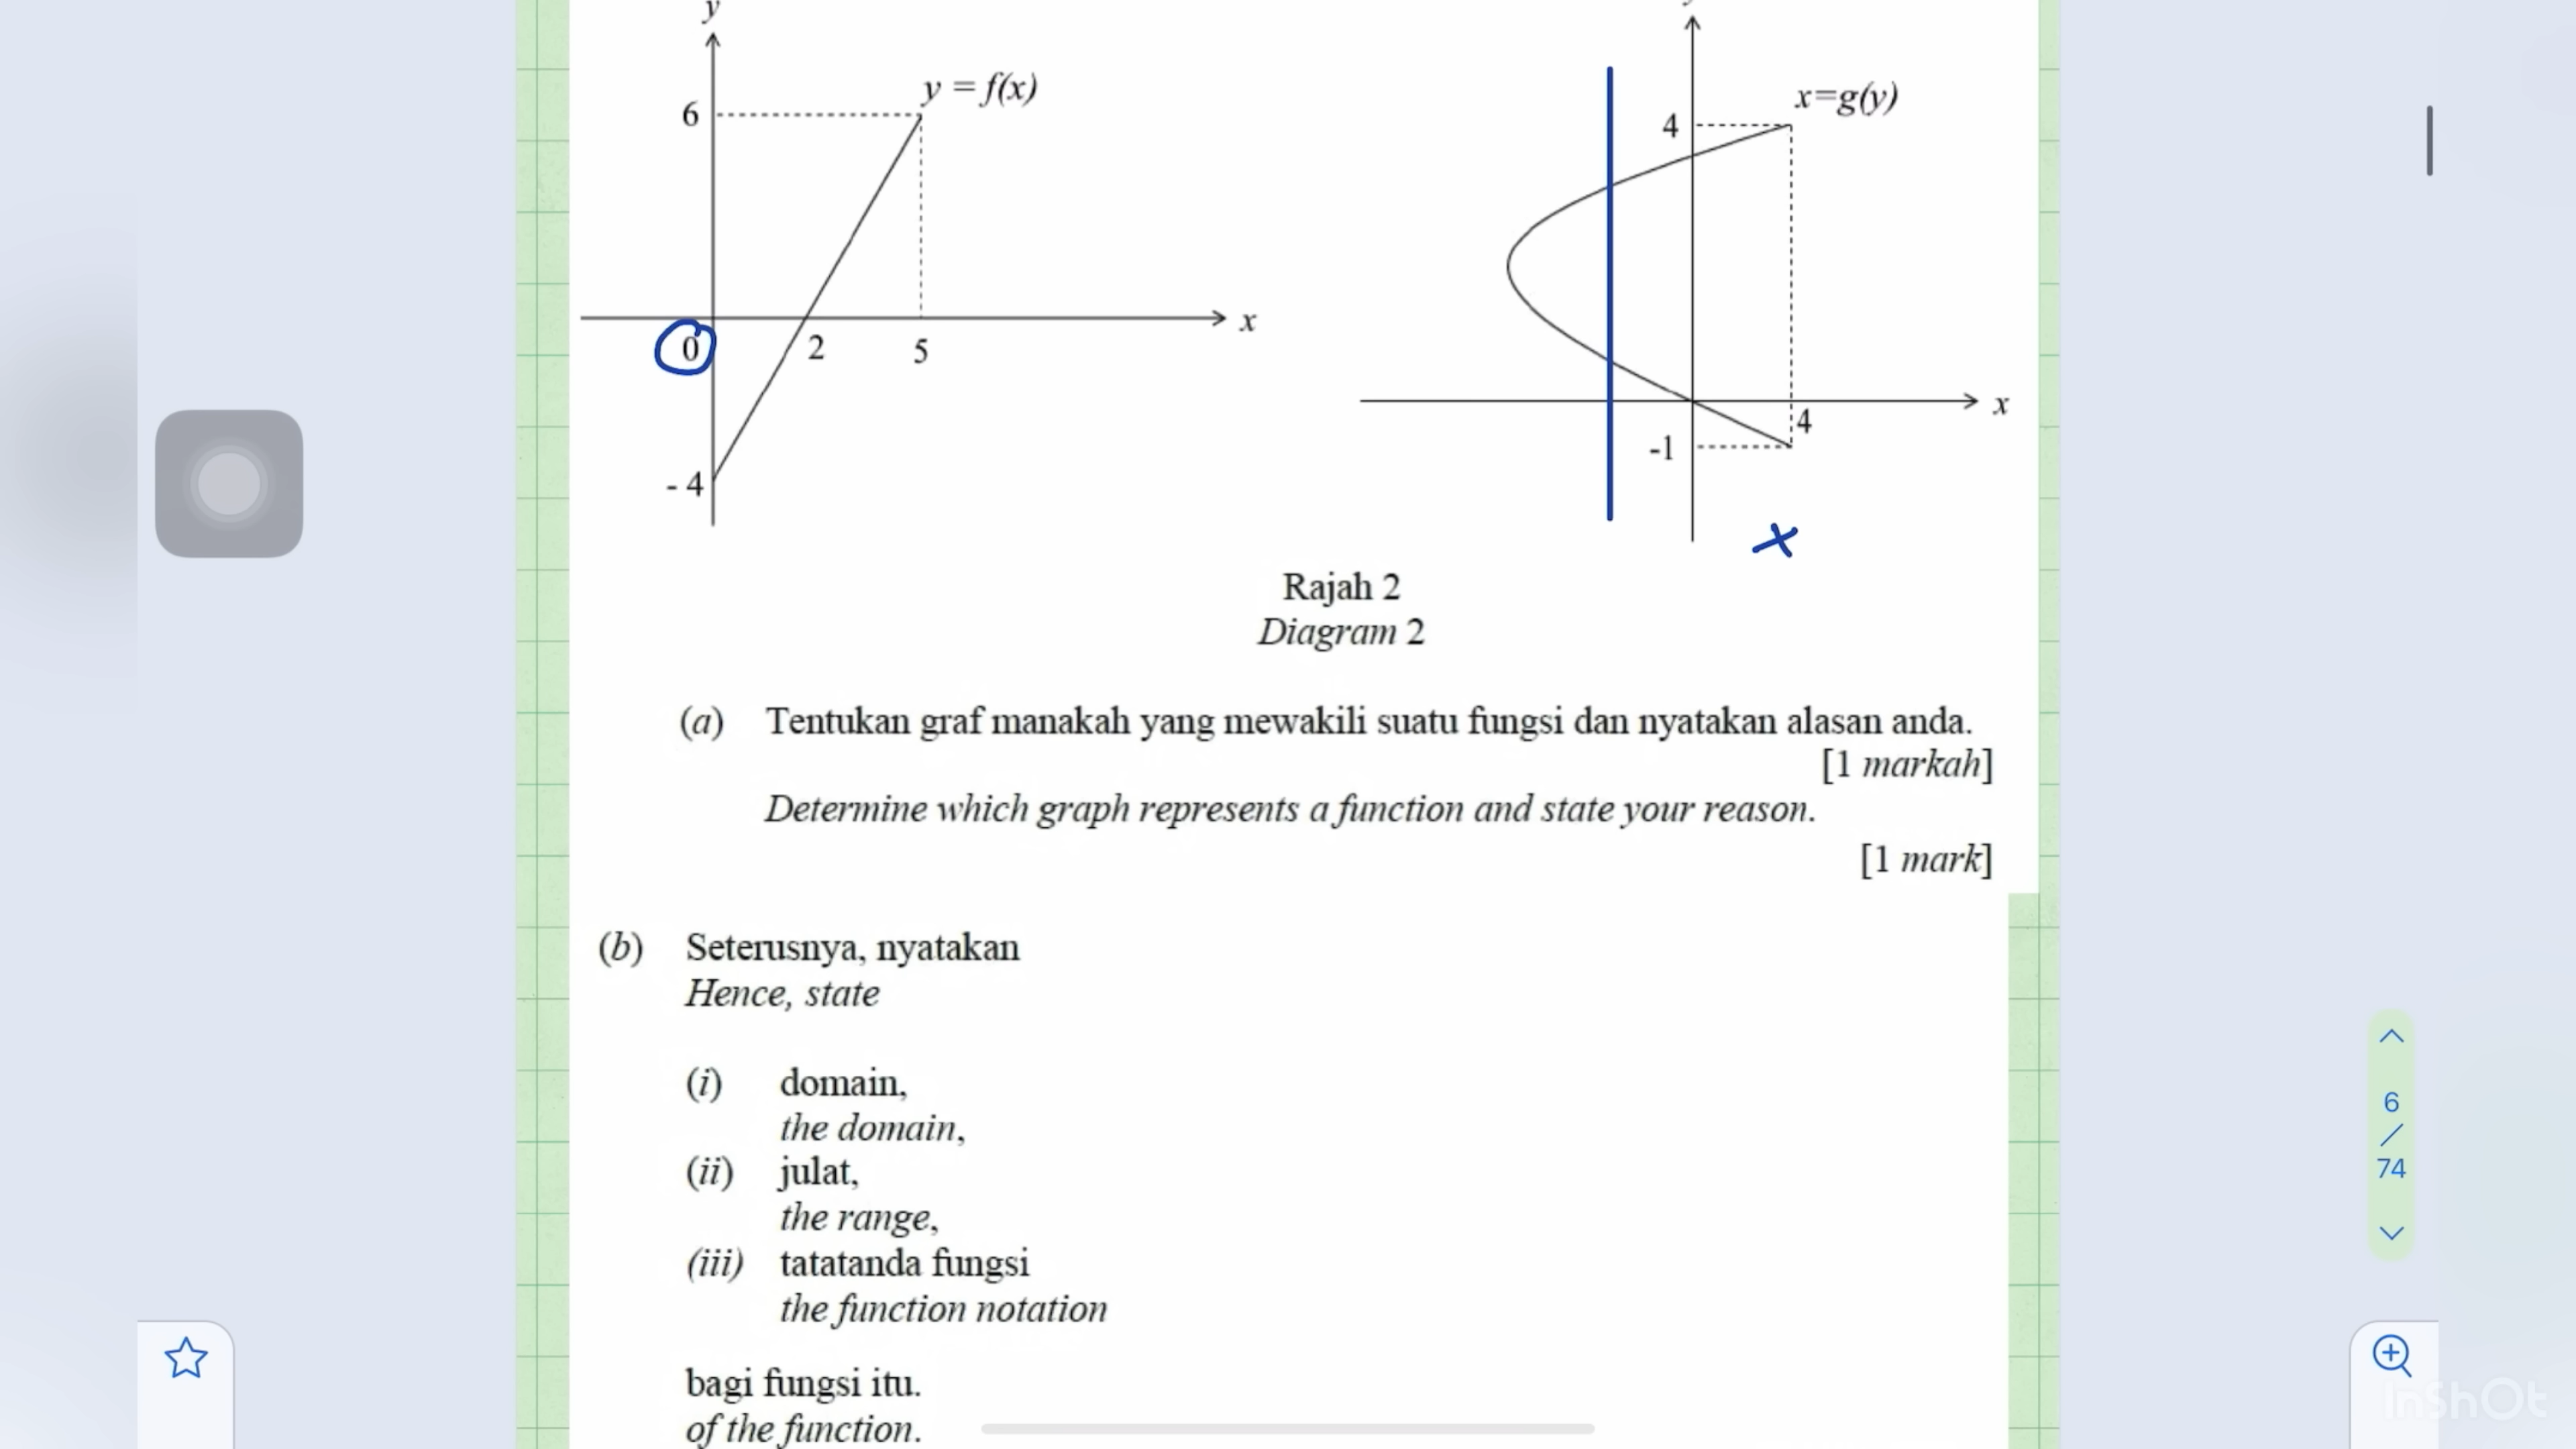 y
y = f(x)
6
0
2
5
x
- 4
x=g(y)
4
4
x
-1
x
Rajah 2
Diagram 2
(a) Tentukan graf manakah yang mewakili suatu fungsi dan nyatakan alasan anda.
[1 markah]
Determine which graph represents a function and state your reason.
[1 mark]
(b) Seterusnya, nyatakan
Hence, state
(i) domain,
the domain,
(ii) julat,
the range,
(iii) tatatanda fungsi
the function notation
bagi fungsi itu.
of the function.
6
/
74
InShOt